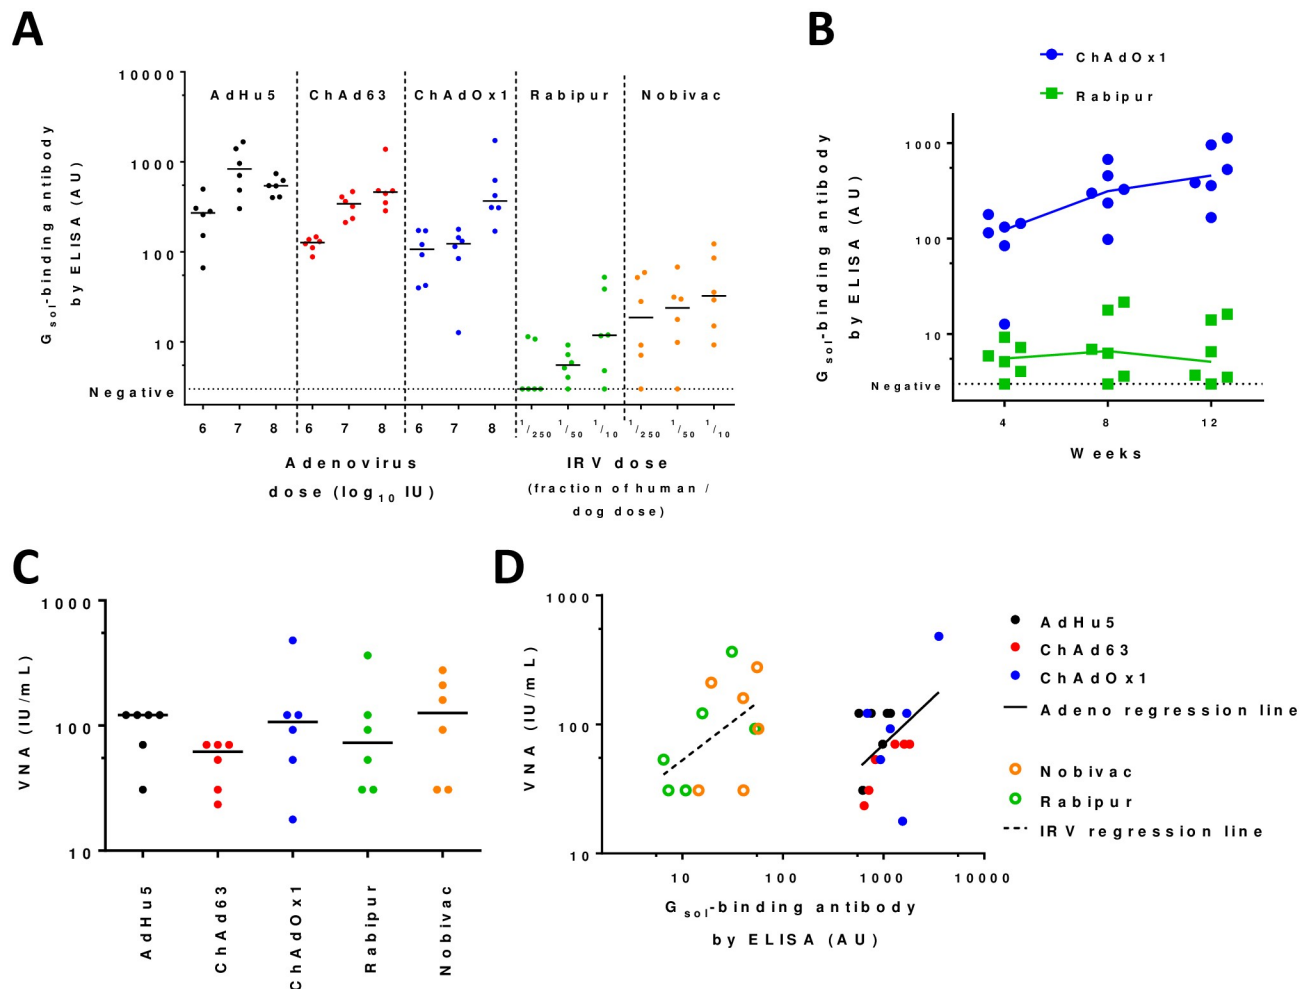 A
10000
1000
100
10
Negative
G sol-binding antibody
by ELISA (AU)
AdHu5 ChAd63 ChAdOx1 Rabipur Nobivac
6 7 8 6 7 8 6 7 8 1/250 1/50 1/10 1/250 1/50 1/10
Adenovirus
dose (log10 IU)
IRV dose
(fraction of human /
dog dose)
B
ChAdOx1
Rabipur
1000
100
10
Negative
G sol-binding antibody
by ELISA (AU)
4 8 12
Weeks
C
1000
100
10
VNA (IU/mL)
AdHu5
ChAd63
ChAdOx1
Rabipur
Nobivac
D
1000
100
10
VNA (IU/mL)
10 100 1000 10000
G sol-binding antibody
by ELISA (AU)
AdHu5
ChAd63
ChAdOx1
Adeno regression line
Nobivac
Rabipur
IRV regression line